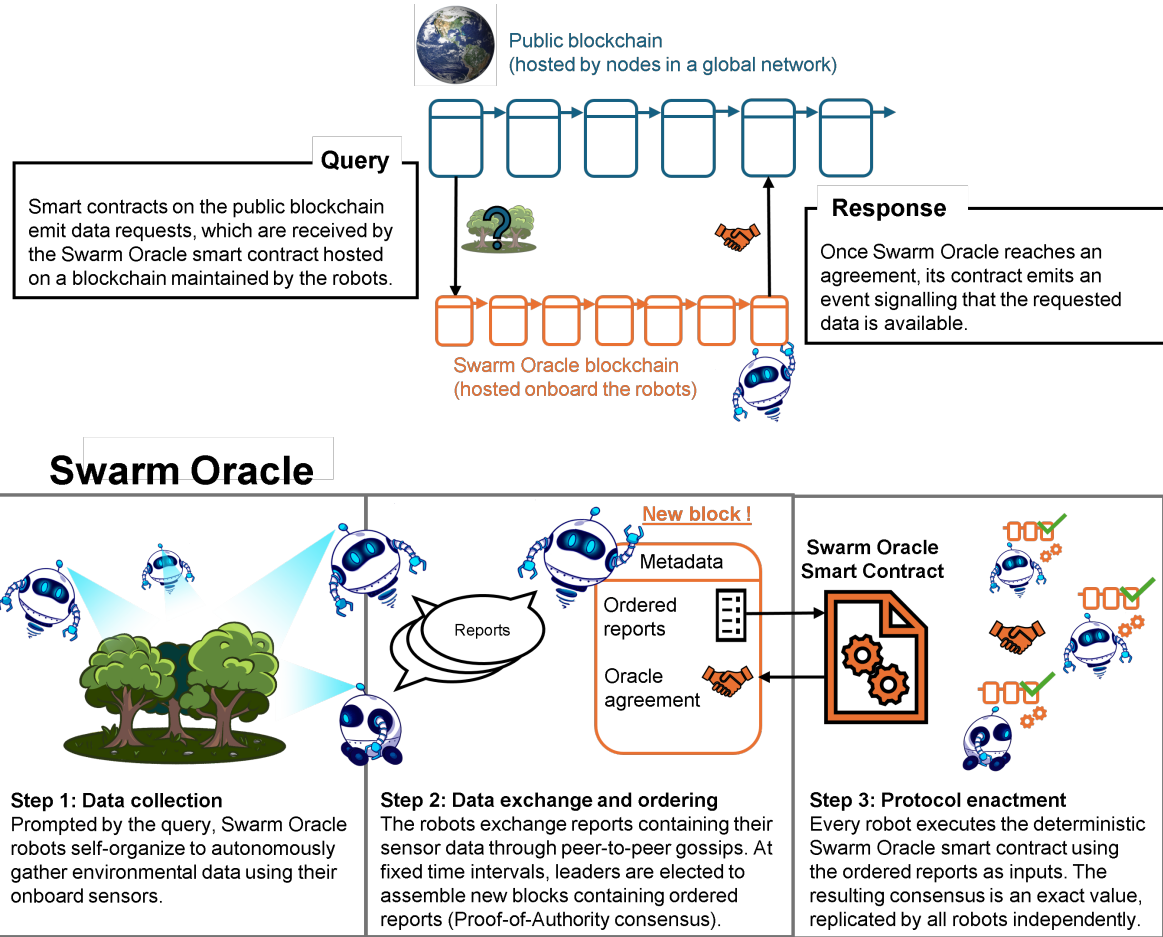 Public blockchain
(hosted by nodes in a global network)
Query
Smart contracts on the public blockchain
emit data requests, which are received by
the Swarm Oracle smart contract hosted
on a blockchain maintained by the robots.
?
Response
Once Swarm Oracle reaches an
agreement, its contract emits an
event signalling that the requested
data is available.
Swarm Oracle blockchain
(hosted onboard the robots)
Swarm Oracle
Step 1: Data collection
Prompted by the query, Swarm Oracle
robots self-organize to autonomously
gather environmental data using their
onboard sensors.
Reports
New block !
Metadata
Ordered
reports
Oracle
agreement
Step 2: Data exchange and ordering
The robots exchange reports containing their
sensor data through peer-to-peer gossips. At
fixed time intervals, leaders are elected to
assemble new blocks containing ordered
reports (Proof-of-Authority consensus).
Swarm Oracle
Smart Contract
Step 3: Protocol enactment
Every robot executes the deterministic
Swarm Oracle smart contract using
the ordered reports as inputs. The
resulting consensus is an exact value,
replicated by all robots independently.